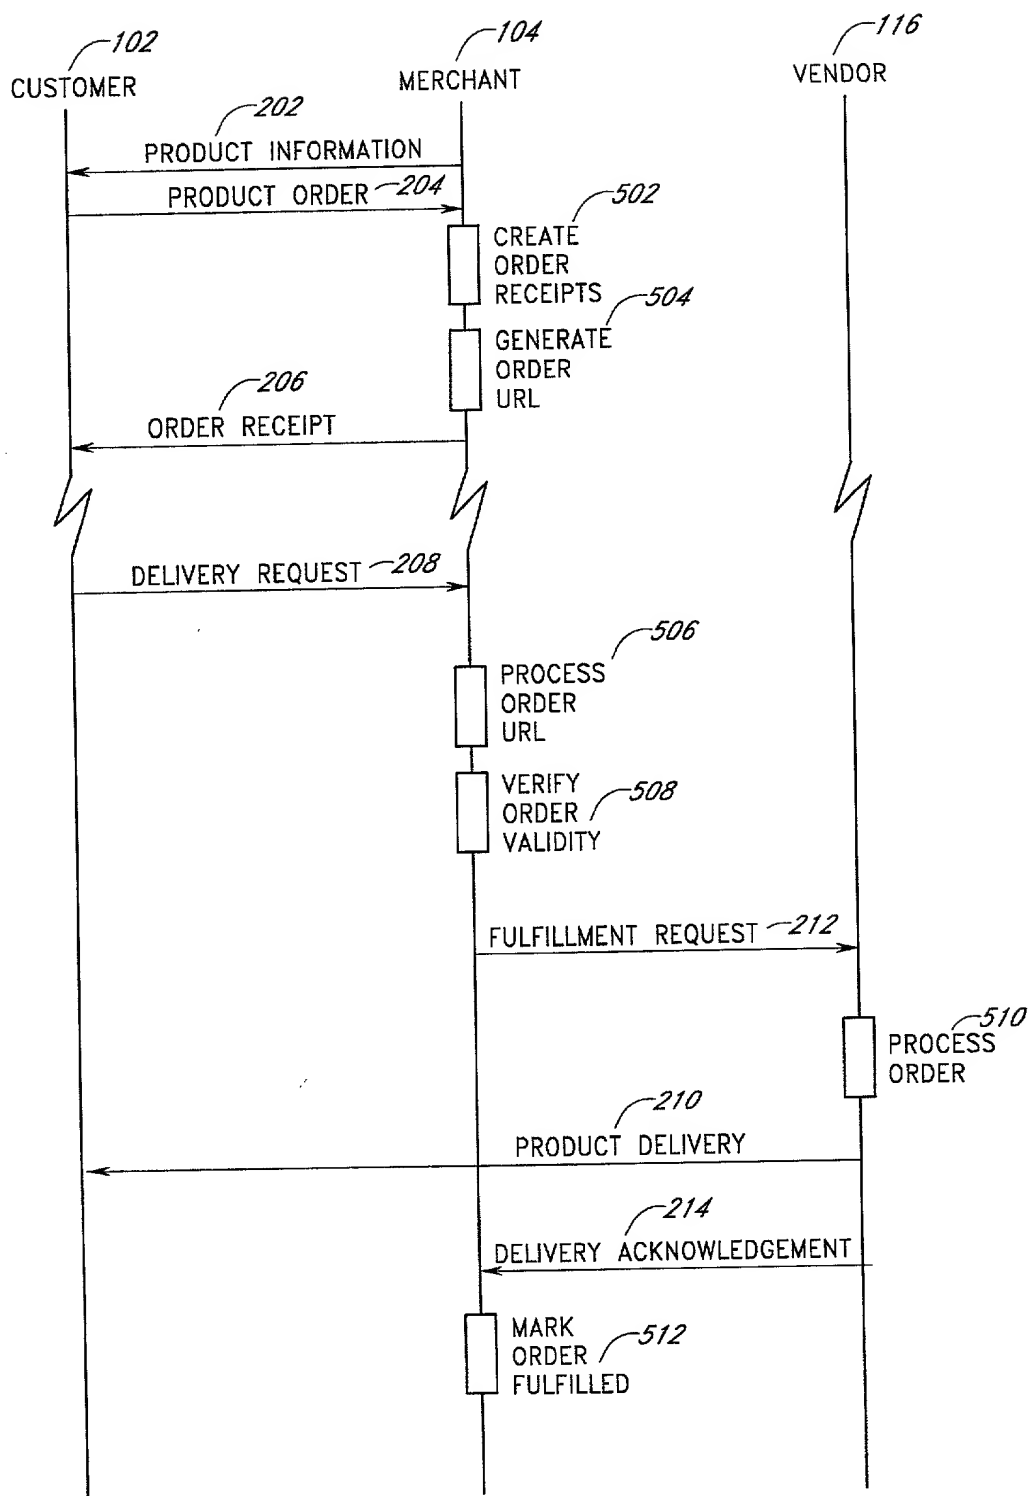 102
104
116
CUSTOMER
MERCHANT
VENDOR
202
PRODUCT INFORMATION
PRODUCT ORDER 204
502
CREATE
ORDER
RECEIPTS
504
GENERATE
ORDER
URL
206
ORDER RECEIPT
DELIVERY REQUEST 208
506
PROCESS
ORDER
URL
VERIFY
ORDER
VALIDITY
508
FULFILLMENT REQUEST 212
510
PROCESS
ORDER
210
PRODUCT DELIVERY
214
DELIVERY ACKNOWLEDGEMENT
MARK
ORDER
FULFILLED
512